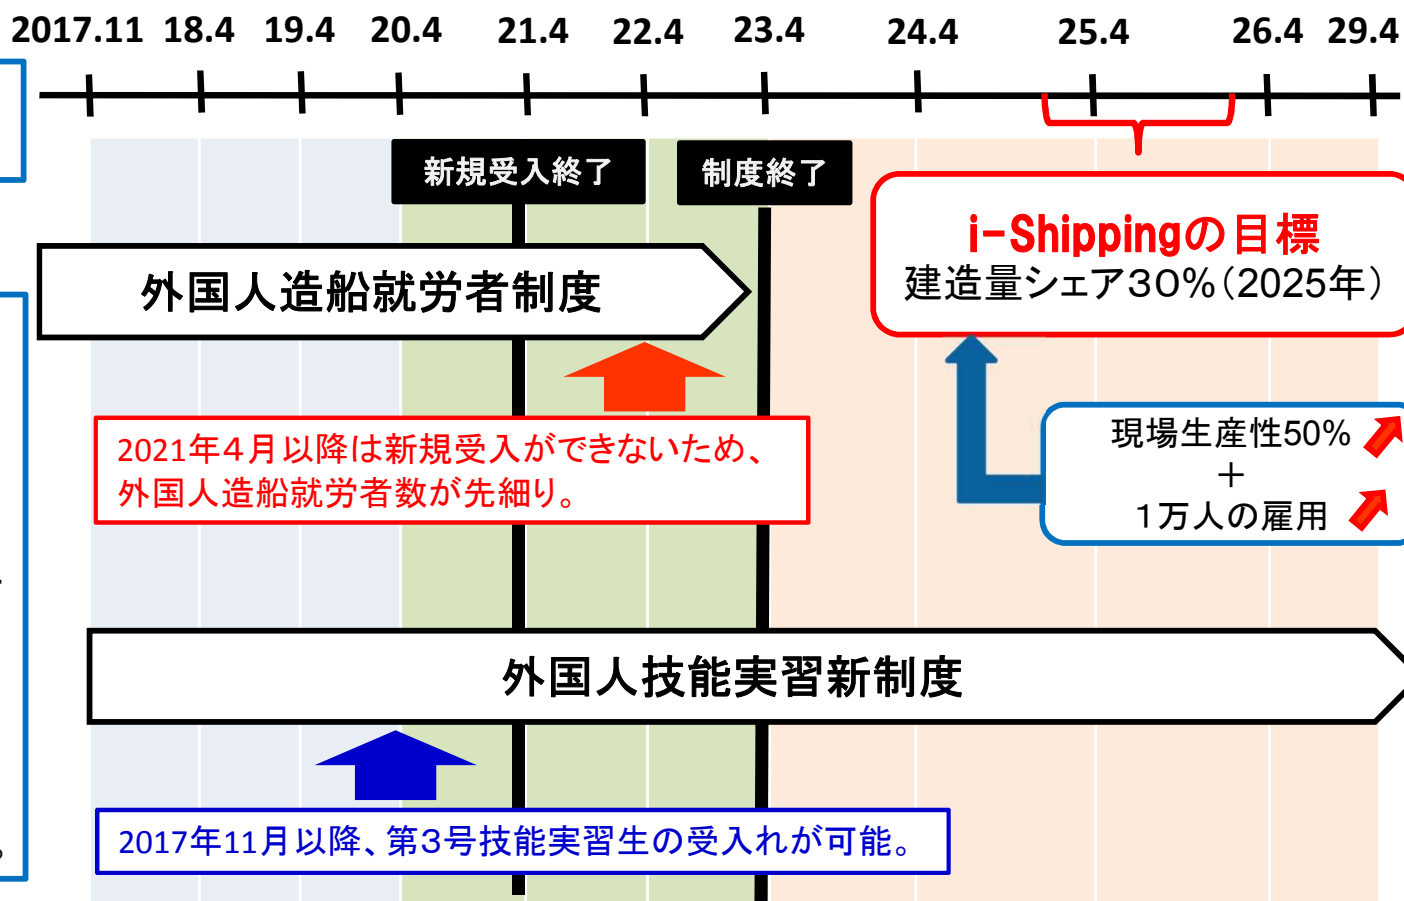 2017.11 18.4 19.4 20.4 21.4 22.4 23.4 24.4 25.4 26.4 29.4
新規受入終了
制度終了
i-Shippingの目標
建造量シェア30%(2025年)
外国人造船就労者制度
2021年4月以降は新規受入ができないため、
外国人造船就労者数が先細り。
現場生産性50%
+
1万人の雇用
外国人技能実習新制度
2017年11月以降、第3号技能実習生の受入れが可能。
。